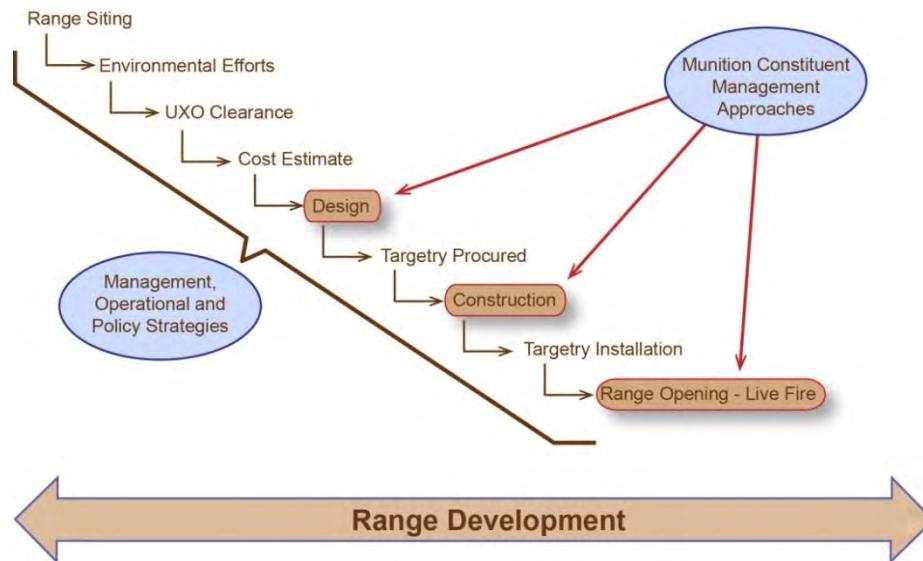 Range Siting
Environmental Efforts
UXO Clearance
Cost Estimate
Design
Targetry Procured
Construction
Targetry Installation
Range Opening - Live Fire
Munition Constituent
Management
Approaches
Management,
Operational and
Policy Strategies
Range Development